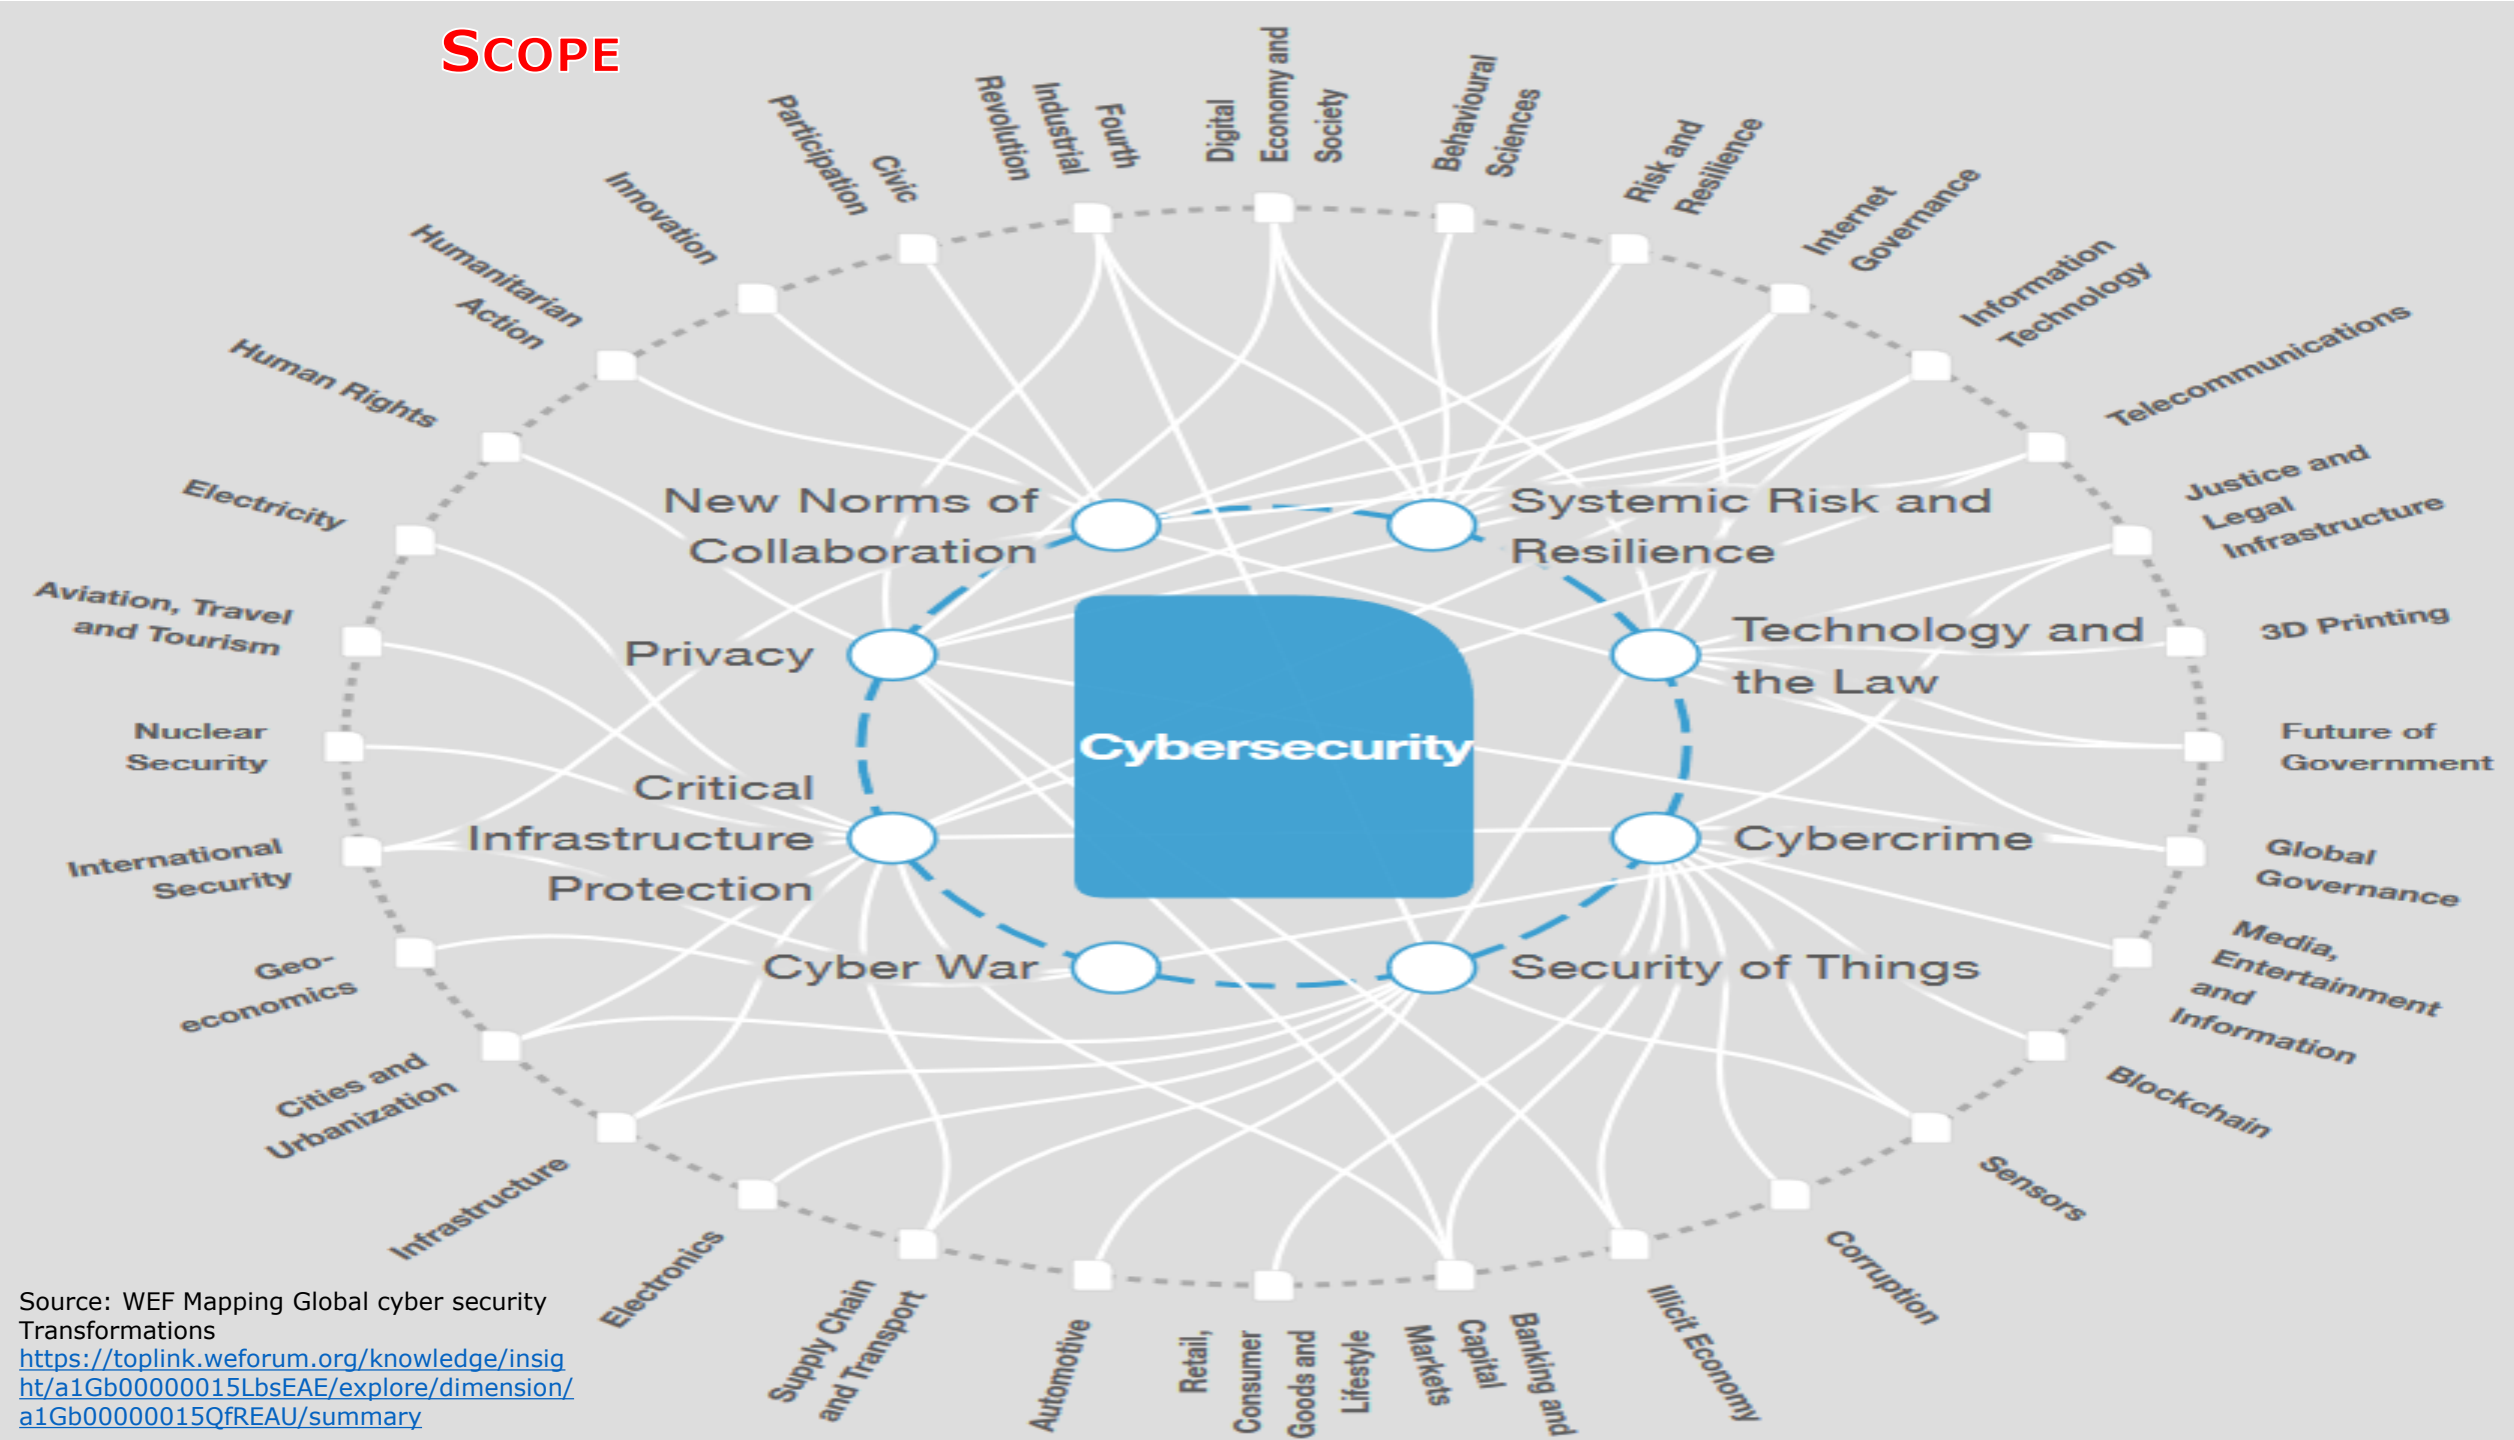 SCOPE
Digital
Economy and
Society
Behavioural
Sciences
Risk and
Resilience
Internet
Governance
Information
Technology
Telecommunications
Justice and
Legal
Infrastructure
3D Printing
Future of
Government
Global
Governance
Media,
Entertainment
and
Information
Blockchain
Sensors
Corruption
Illicit Economy
Banking and
Capital
Markets
Retail,
Consumer
Goods and
Lifestyle
Automotive
Supply Chain
and Transport
Electronics
Infrastructure
Cities and
Urbanization
Geo-
economics
International
Security
Nuclear
Security
Aviation, Travel
and Tourism
Electricity
Human Rights
Humanitarian
Action
Innovation
Civic
Participation
Fourth
Industrial
Revolution
New Norms of
Collaboration
Systemic Risk and
Resilience
Privacy
Technology and
the Law
Cybersecurity
Critical
Infrastructure
Protection
Cybercrime
Cyber War
Security of Things
Source: WEF Mapping Global cyber security
Transformations
https://toplink.weforum.org/knowledge/insig
ht/a1Gb00000015LbsEAE/explore/dimension/
a1Gb00000015QfREAU/summary